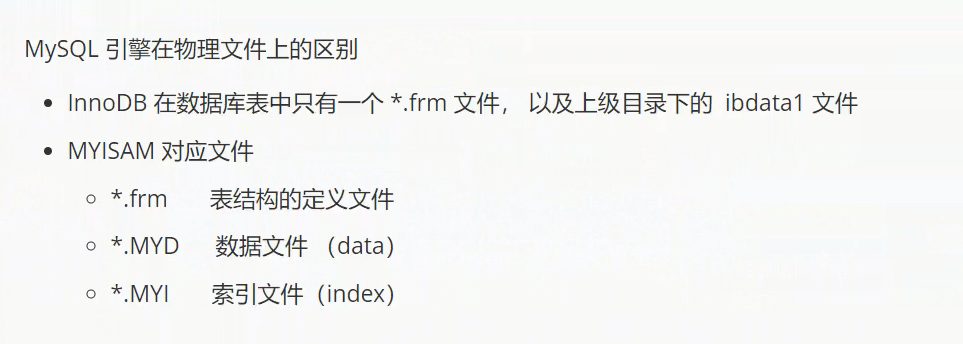 MySQL 引擎在物理文件上的区别
InnoDB 在数据库表中只有一个 *.frm 文件， 以及上级目录下的 ibdata1 文件
MYISAM 对应文件
*.frm 表结构的定义文件
*.MYD 数据文件 （data）
*.MYI 索引文件（index）